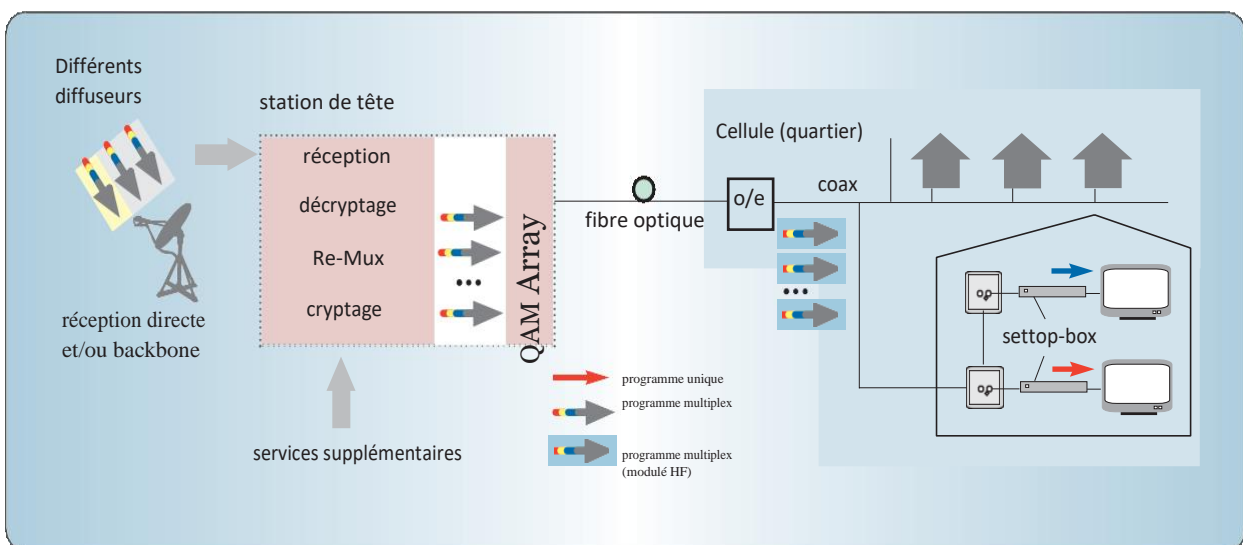 Différents
diffuseurs
réception directe
et/ou backbone
station de tête
réception
décryptage
Re-Mux
cryptage
QAM Array
services supplémentaires
fibre optique
programme unique
programme multiplex
programme multiplex
(modulé HF)
Cellule (quartier)
o/e
coax
settop-box